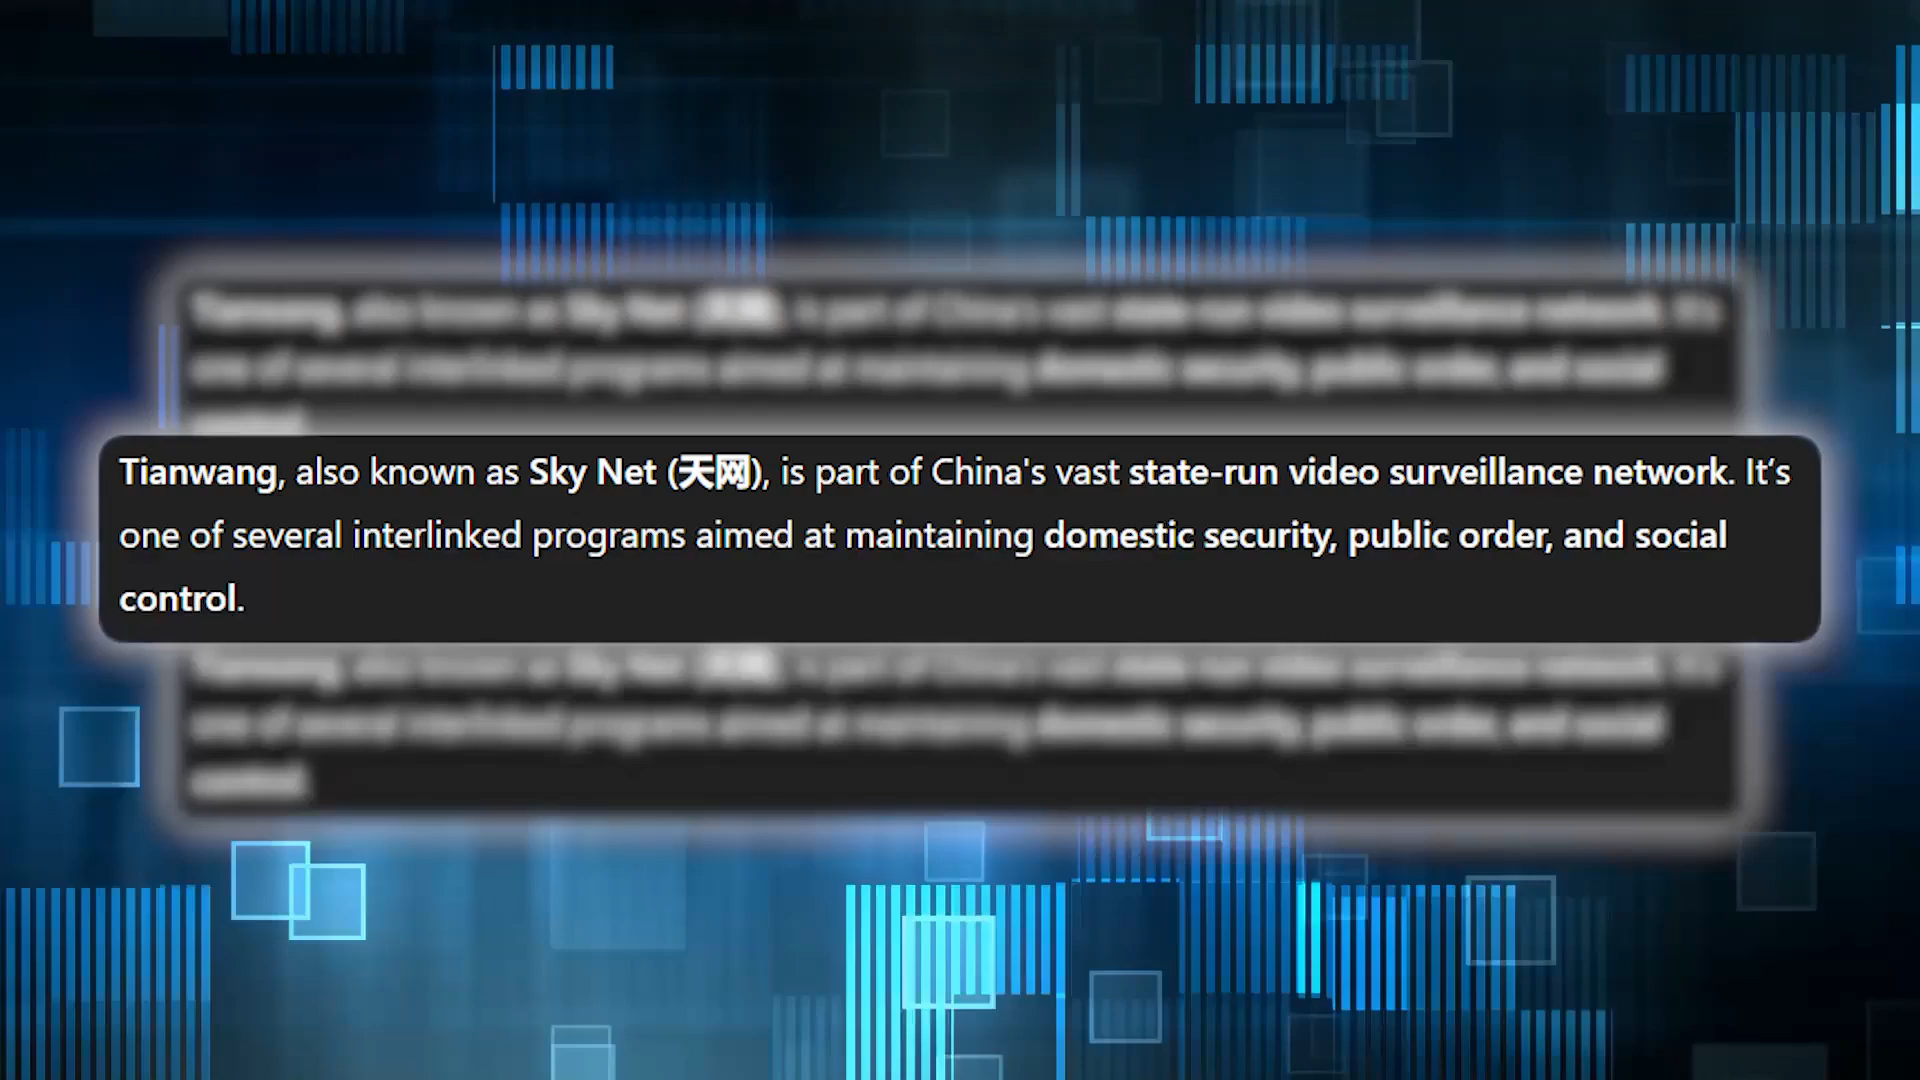 Tianwang, also known as Sky Net (天网), is part of China's vast state-run video surveillance network. It‘s
one of several interlinked programs aimed at maintaining domestic security, public order, and social
control.